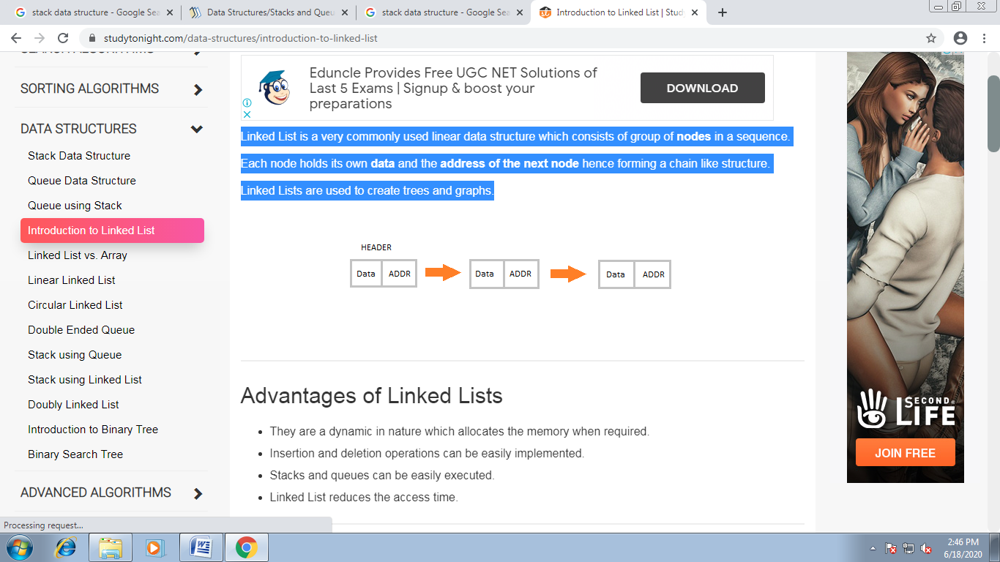 stack data structure - Google Sea
Data Structures/Stacks and Queu
stack data structure - Google Sea
Introduction to Linked List | Stud
studytonight.com/data-structures/introduction-to-linked-list
SEARCH ALGORITHMS
SORTING ALGORITHMS
DATA STRUCTURES
Stack Data Structure
Queue Data Structure
Queue using Stack
Introduction to Linked List
Linked List vs. Array
Linear Linked List
Circular Linked List
Double Ended Queue
Stack using Queue
Stack using Linked List
Doubly Linked List
Introduction to Binary Tree
Binary Search Tree
ADVANCED ALGORITHMS
Eduncle Provides Free UGC NET Solutions of
Last 5 Exams | Signup & boost your
preparations
DOWNLOAD
Linked List is a very commonly used linear data structure which consists of group of nodes in a sequence.
Each node holds its own data and the address of the next node hence forming a chain like structure.
Linked Lists are used to create trees and graphs.
HEADER
Data ADDR Data ADDR Data ADDR
Advantages of Linked Lists
They are a dynamic in nature which allocates the memory when required.
Insertion and deletion operations can be easily implemented.
Stacks and queues can be easily executed.
Linked List reduces the access time.
SECOND
LIFE
JOIN FREE
Processing request...
2:46 PM
6/18/2020